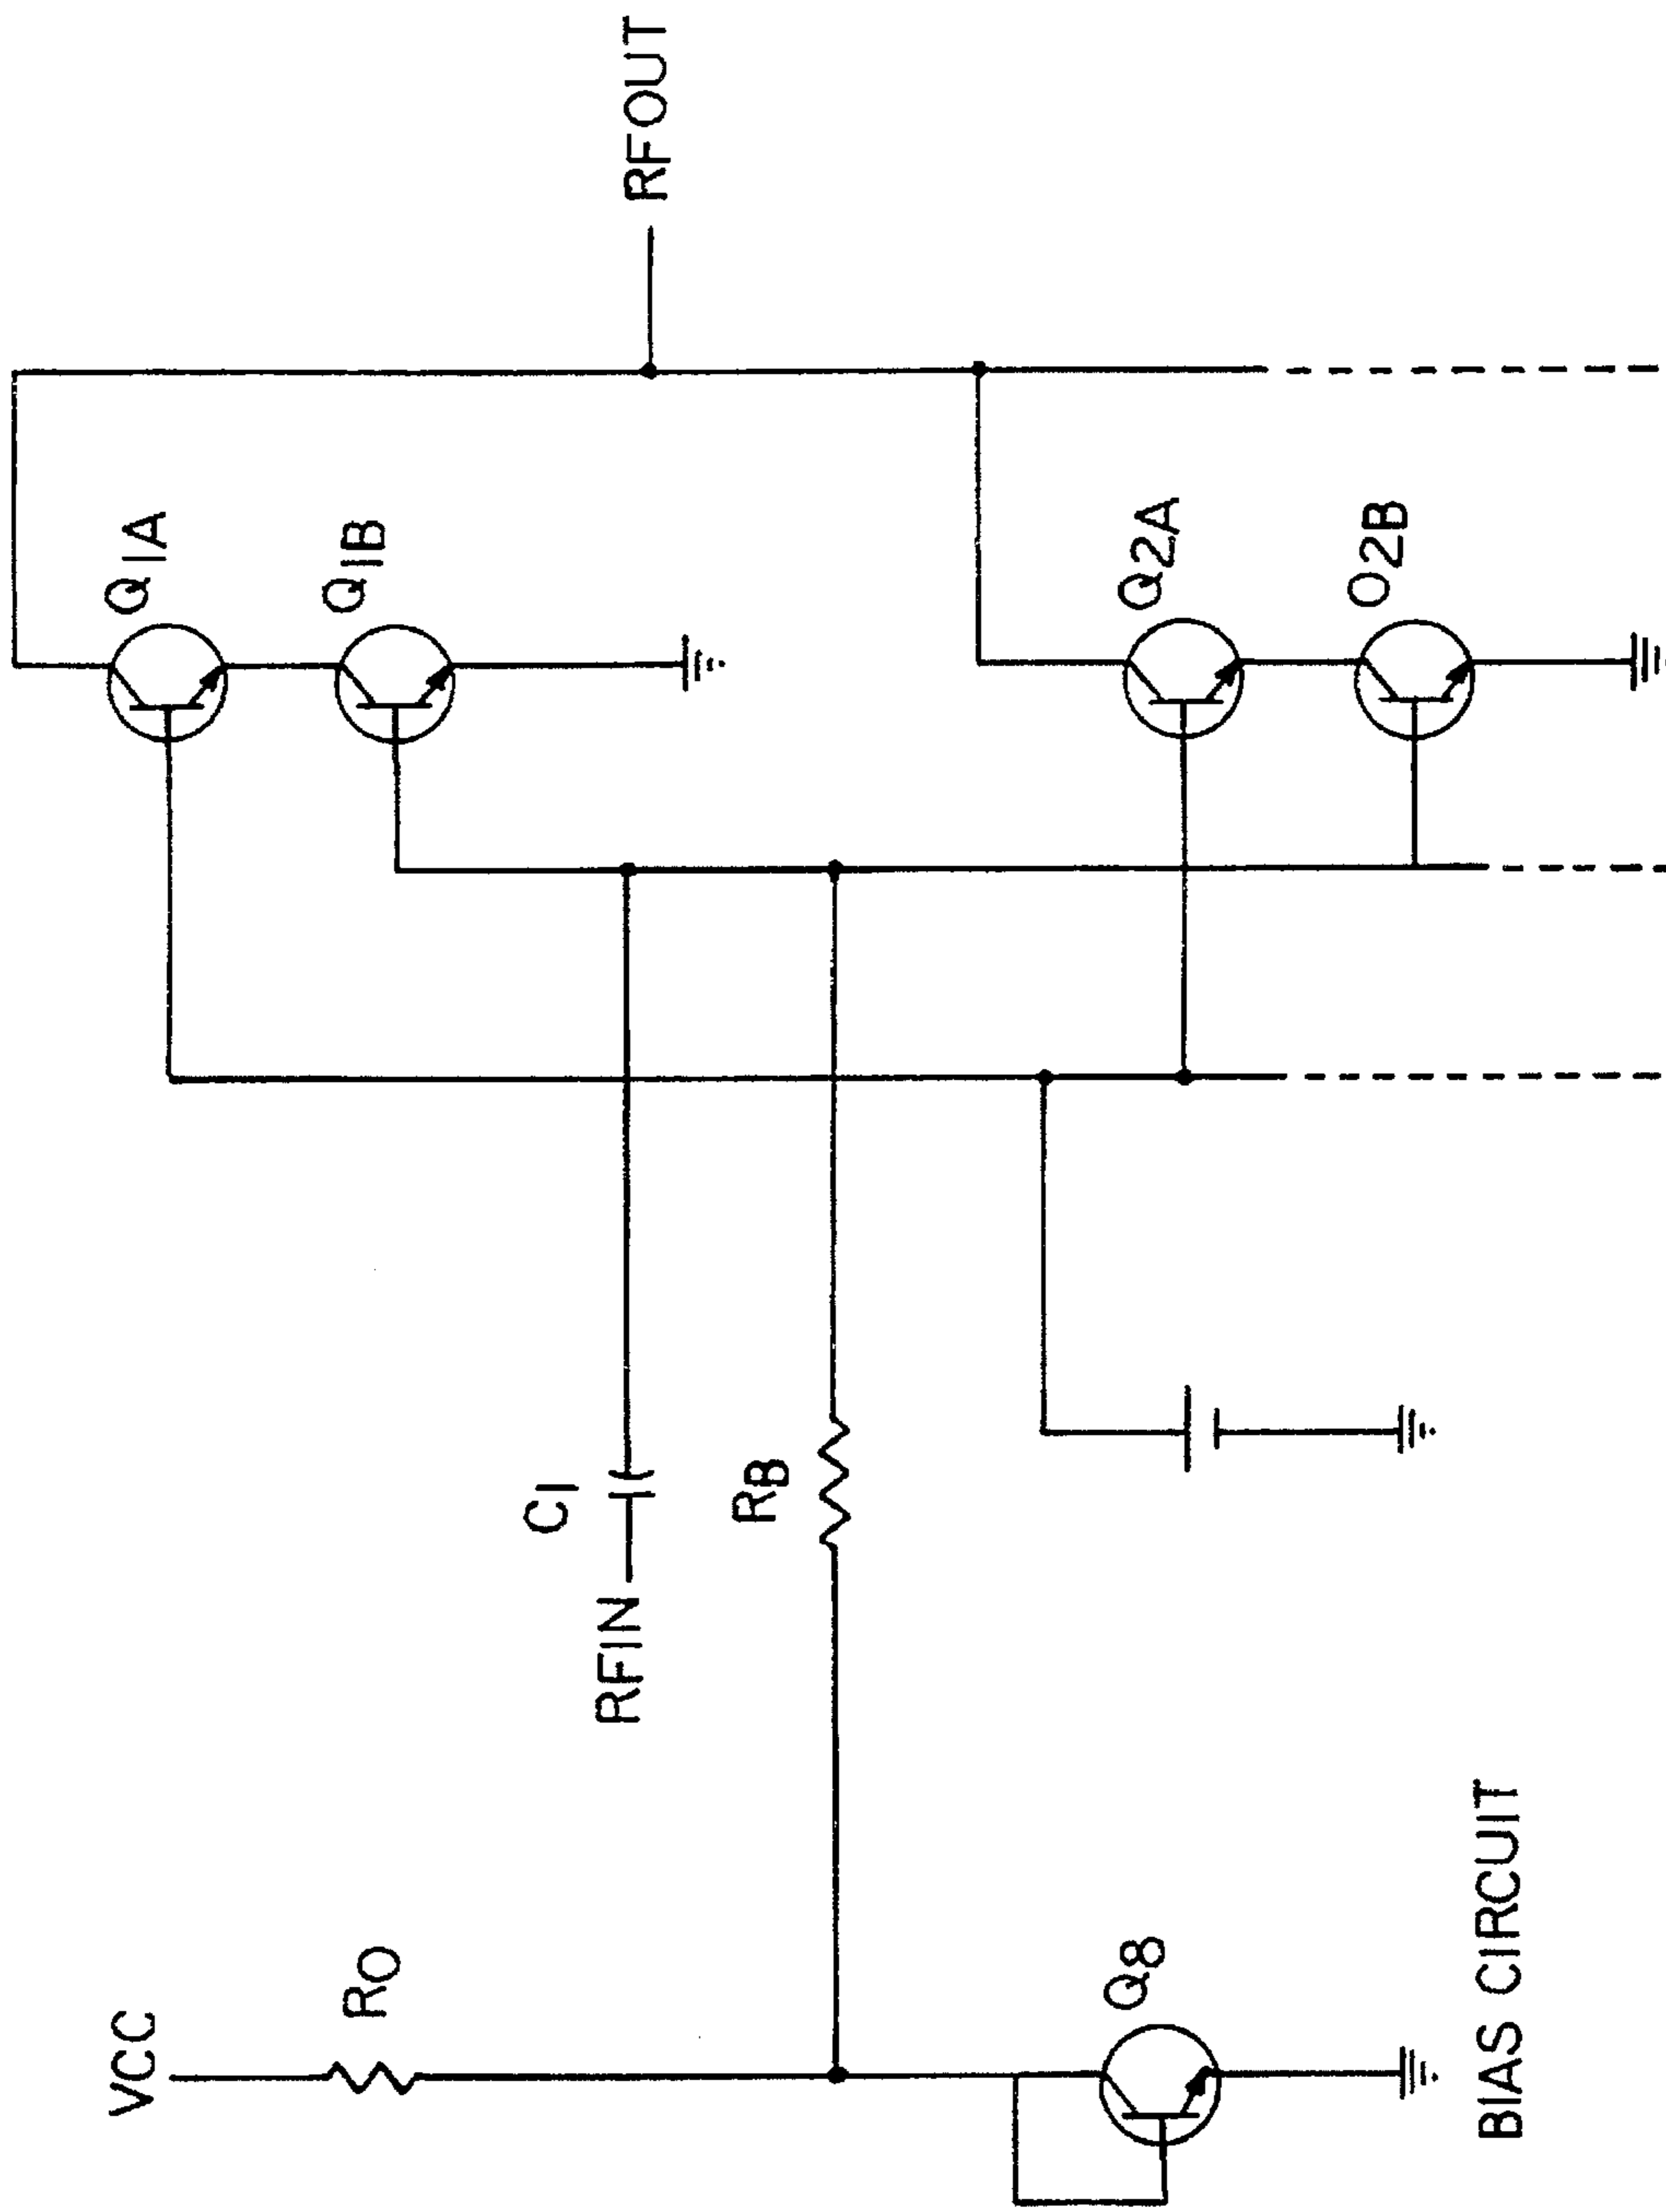 VCC
Q1A
Q1B
RO
C1
RFIN
RFOUT
RB
Q8
Q2A
O2B
BIAS CIRCUIT